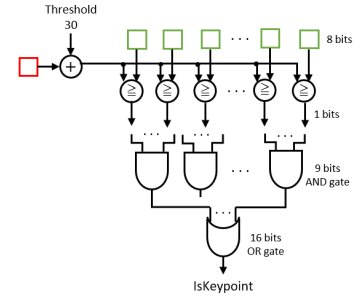 Threshold
30
8 bits
+
≧ ≧ ≧ ≧ ≧
1 bits
9 bits
AND gate
16 bits
OR gate
IsKeypoint